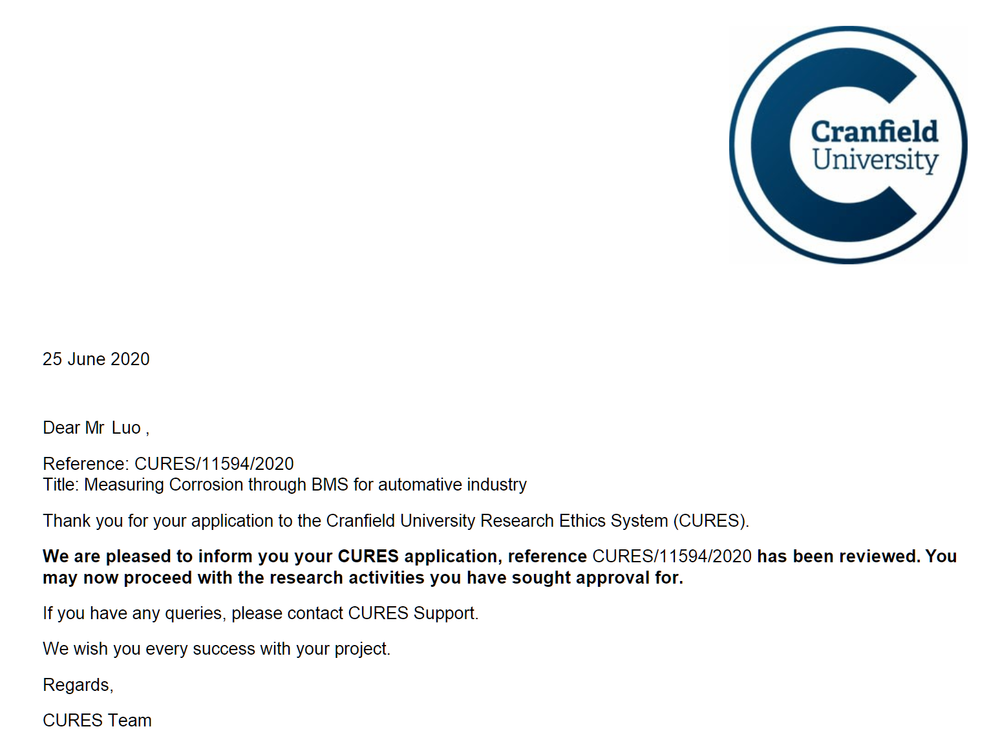 Cranfield
University
25 June 2020
Dear Mr Luo ,
Reference: CURES/11594/2020
Title: Measuring Corrosion through BMS for automative industry
Thank you for your application to the Cranfield University Research Ethics System (CURES).
We are pleased to inform you your CURES application, reference CURES/11594/2020 has been reviewed. You
may now proceed with the research activities you have sought approval for.
If you have any queries, please contact CURES Support.
We wish you every success with your project.
Regards,
CURES Team